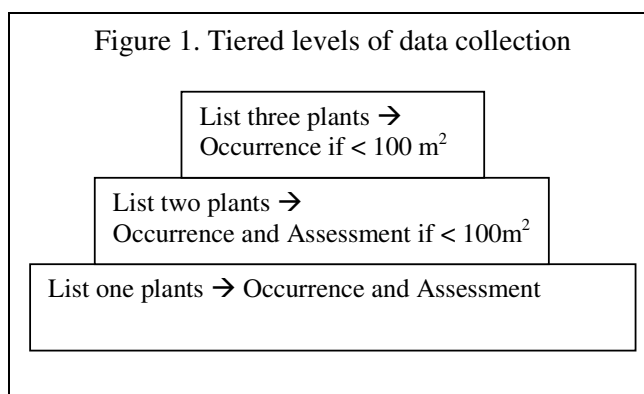 Figure 1. Tiered levels of data collection
List three plants →
Occurrence if < 100 m²
List two plants →
Occurrence and Assessment if < 100m²
List one plants → Occurrence and Assessment